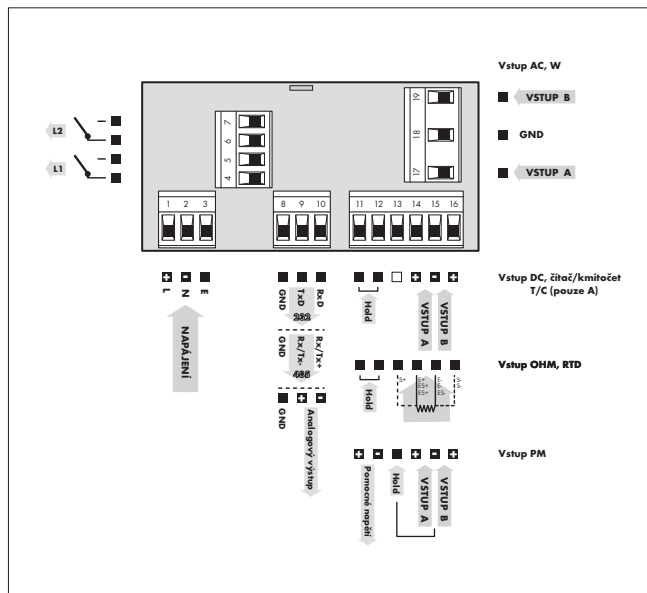 Vstup AC, W
VSTUP B
GND
VSTUP A
L2
L1
19
18
17
7
6
5
4
1 2 3
8 9 10
11 12 13 14 15 16
L N E
NAPÁJENÍ
GND TxD RxD
232
GND Rx/Tx- Rx/Tx+
485
GND
Analogový výstup
Hold
VSTUP A
VSTUP B
Vstup DC, čítač/kmitočet
T/C (pouze A)
Hold
S+ E+ E- S-
ES+ E- S-
ES+ ES-
Vstup OHM, RTD
Pomocné napětí
Hold
VSTUP A
VSTUP B
Vstup PM